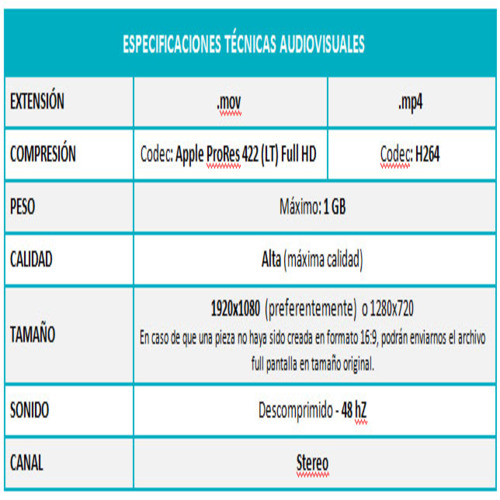 ESPECIFICACIONES TÉCNICAS AUDIOVISUALES
EXTENSIÓN .mov .mp4
COMPRESIÓN Codec: Apple ProRes 422 (LT) Full HD Codec: H264
PESO Máximo: 1 GB
CALIDAD Alta (máxima calidad)
1920x1080 (preferentemente) o 1280x720
TAMAÑO En caso de que una pieza no haya sido creada en formato 16:9, podrán enviarnos el archivo
full pantalla en tamaño original.
SONIDO Descomprimido - 48 hZ
CANAL Stereo